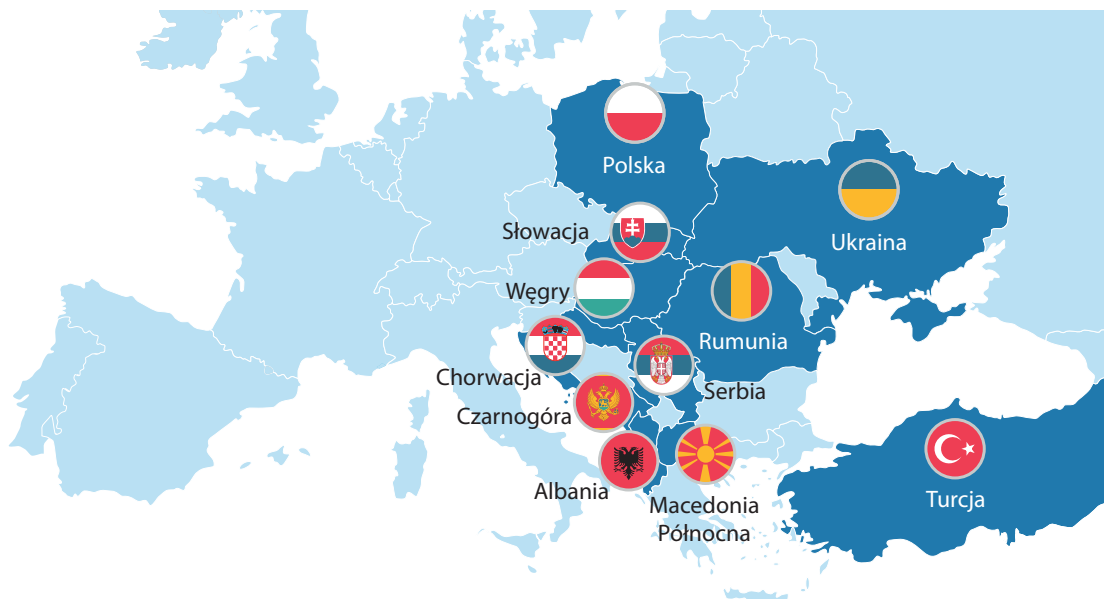 Polska
Słowacja
Ukraina
Węgry
Rumunia
Chorwacja
Serbia
Czarnogóra
Albania
Macedonia
Północna
Turcja